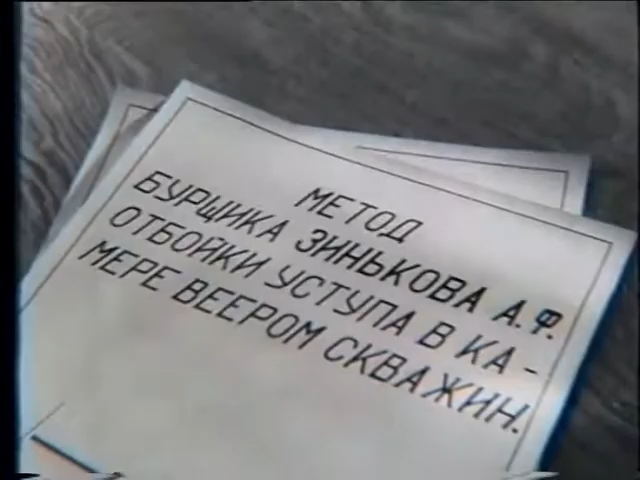 МЕТОД
БУРЩИКА ЗИНЬКОВА А.Ф.
ОТБОЙКИ УСТУПА В КА-
МЕРЕ ВЕЕРОМ СКВАЖИН.